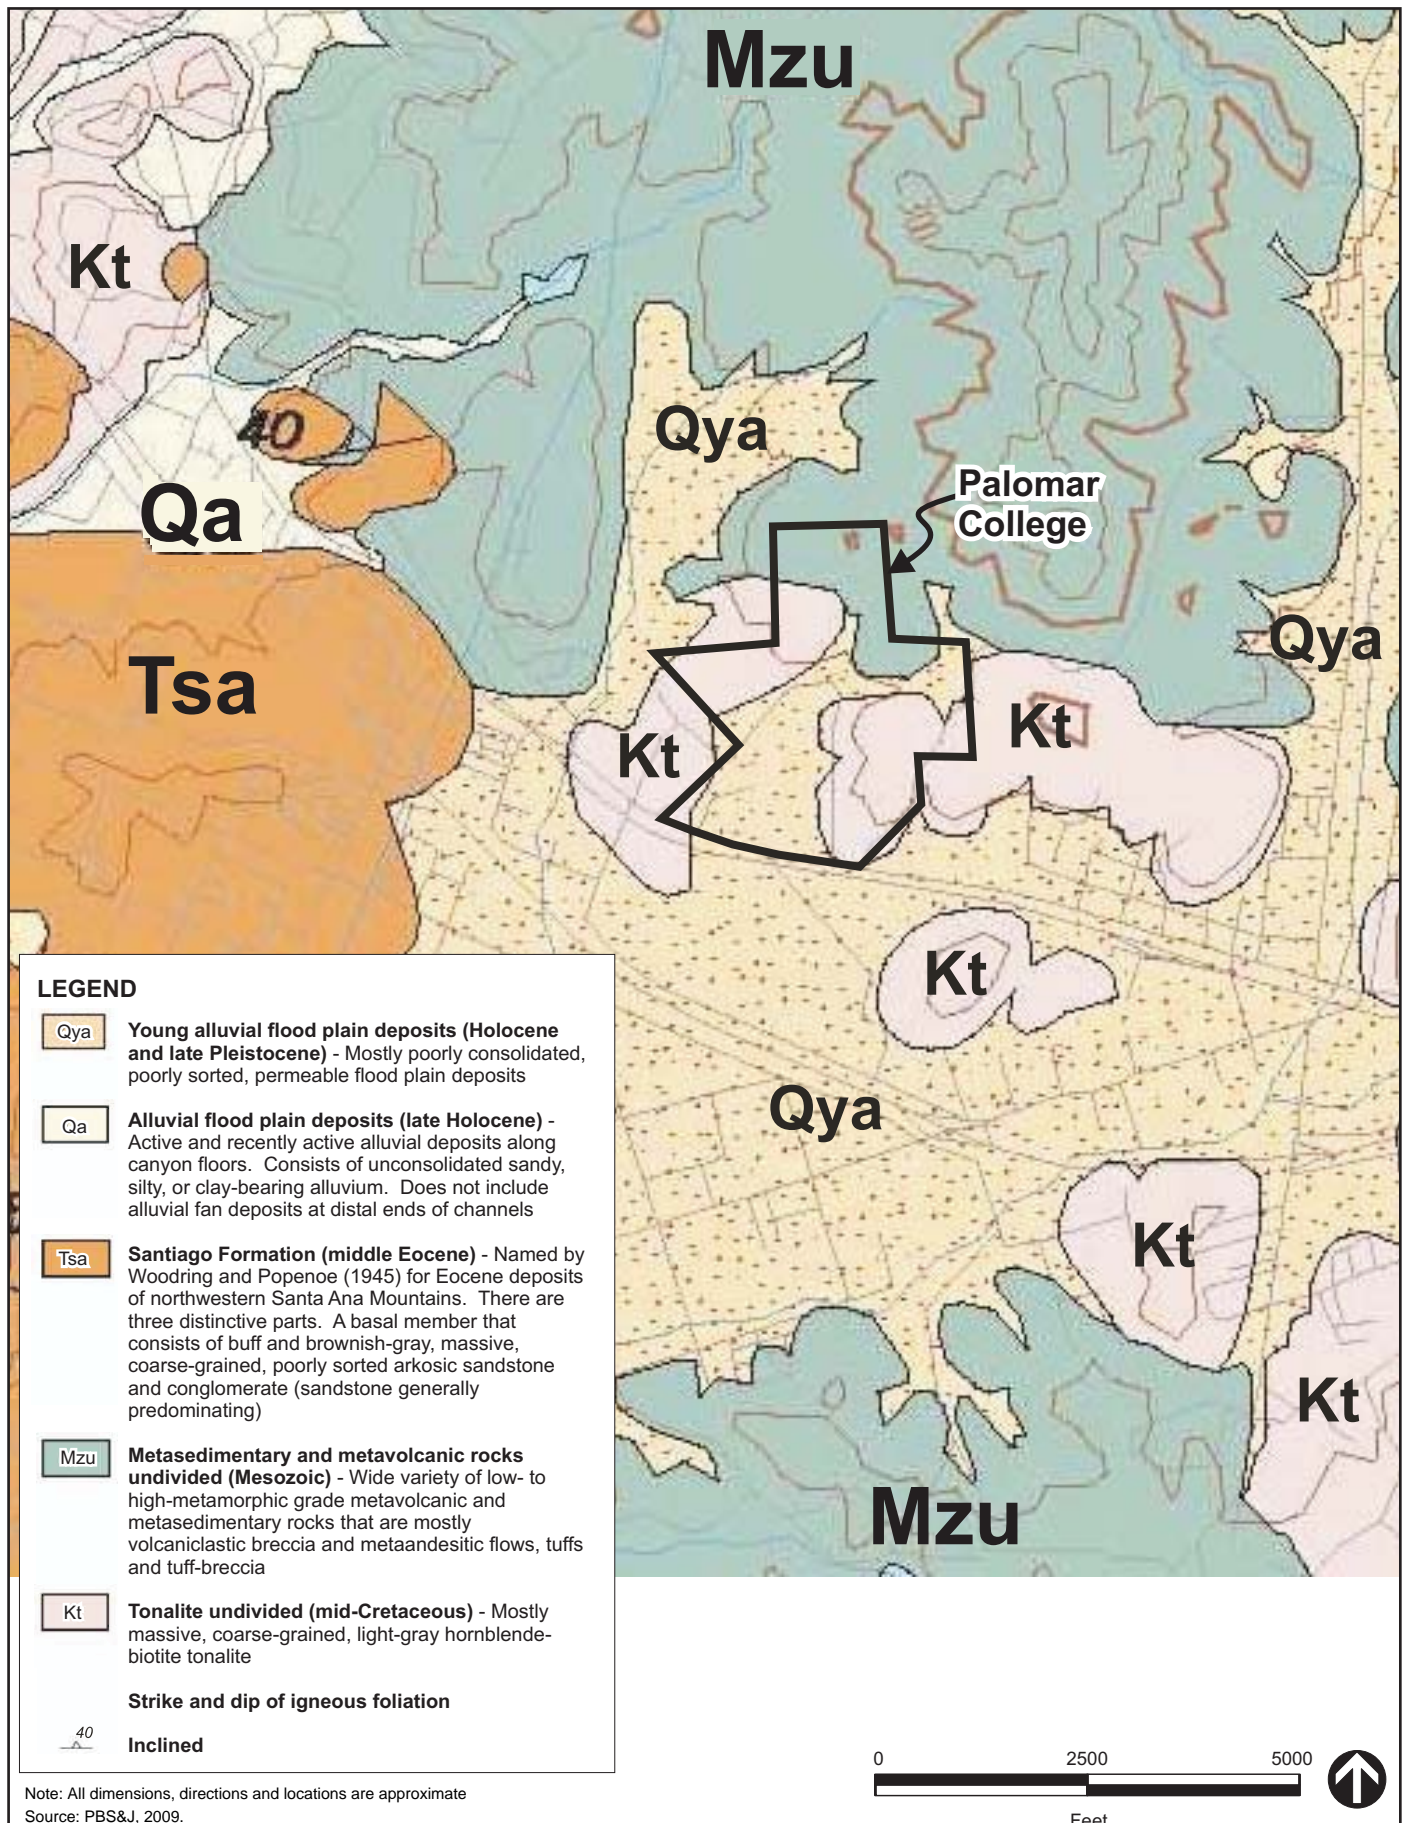 Mzu
Kt
40
Qya
Palomar
College
Qa
Qya
Tsa
Kt
Kt
Kt
Qya
Kt
Kt
Mzu
LEGEND
Qya
Young alluvial flood plain deposits (Holocene
and late Pleistocene) - Mostly poorly consolidated,
poorly sorted, permeable flood plain deposits
Qa
Alluvial flood plain deposits (late Holocene) -
Active and recently active alluvial deposits along
canyon floors. Consists of unconsolidated sandy,
silty, or clay-bearing alluvium. Does not include
alluvial fan deposits at distal ends of channels
Tsa
Santiago Formation (middle Eocene) - Named by
Woodring and Popenoe (1945) for Eocene deposits
of northwestern Santa Ana Mountains. There are
three distinctive parts. A basal member that
consists of buff and brownish-gray, massive,
coarse-grained, poorly sorted arkosic sandstone
and conglomerate (sandstone generally
predominating)
Mzu
Metasedimentary and metavolcanic rocks
undivided (Mesozoic) - Wide variety of low- to
high-metamorphic grade metavolcanic and
metasedimentary rocks that are mostly
volcaniclastic breccia and metaandesitic flows, tuffs
and tuff-breccia
Kt
Tonalite undivided (mid-Cretaceous) - Mostly
massive, coarse-grained, light-gray hornblende-
biotite tonalite
Strike and dip of igneous foliation
40
Inclined
0 2500 5000
Feet
Note: All dimensions, directions and locations are approximate
Source: PBS&J, 2009.